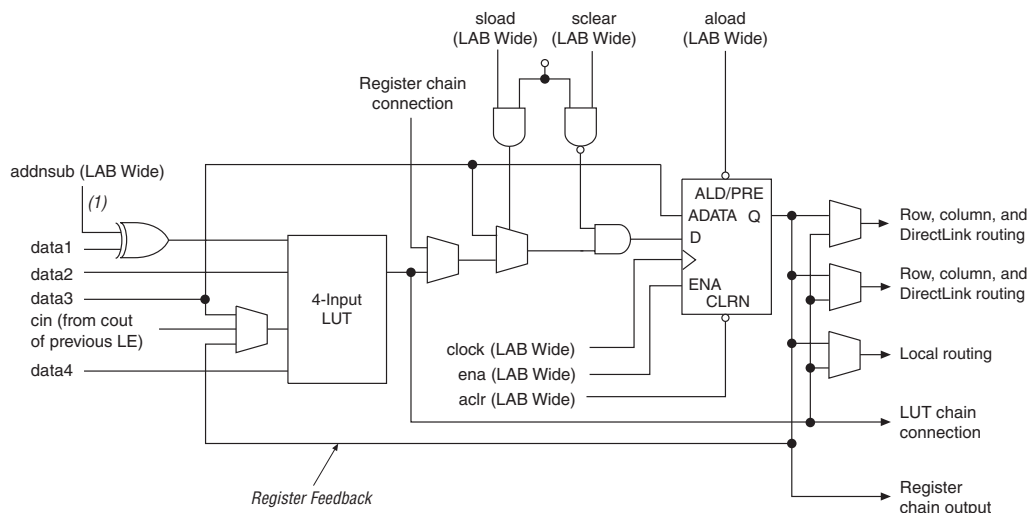 sload
(LAB Wide)
sclear
(LAB Wide)
aload
(LAB Wide)
Register chain
connection
addnsub (LAB Wide)
(1)
data1
data2
data3
cin (from cout
of previous LE)
data4
4-Input
LUT
ALD/PRE
ADATA Q
D
ENA
CLRN
clock (LAB Wide)
ena (LAB Wide)
aclr (LAB Wide)
Row, column, and
DirectLink routing
Row, column, and
DirectLink routing
Local routing
LUT chain
connection
Register
chain output
Register Feedback